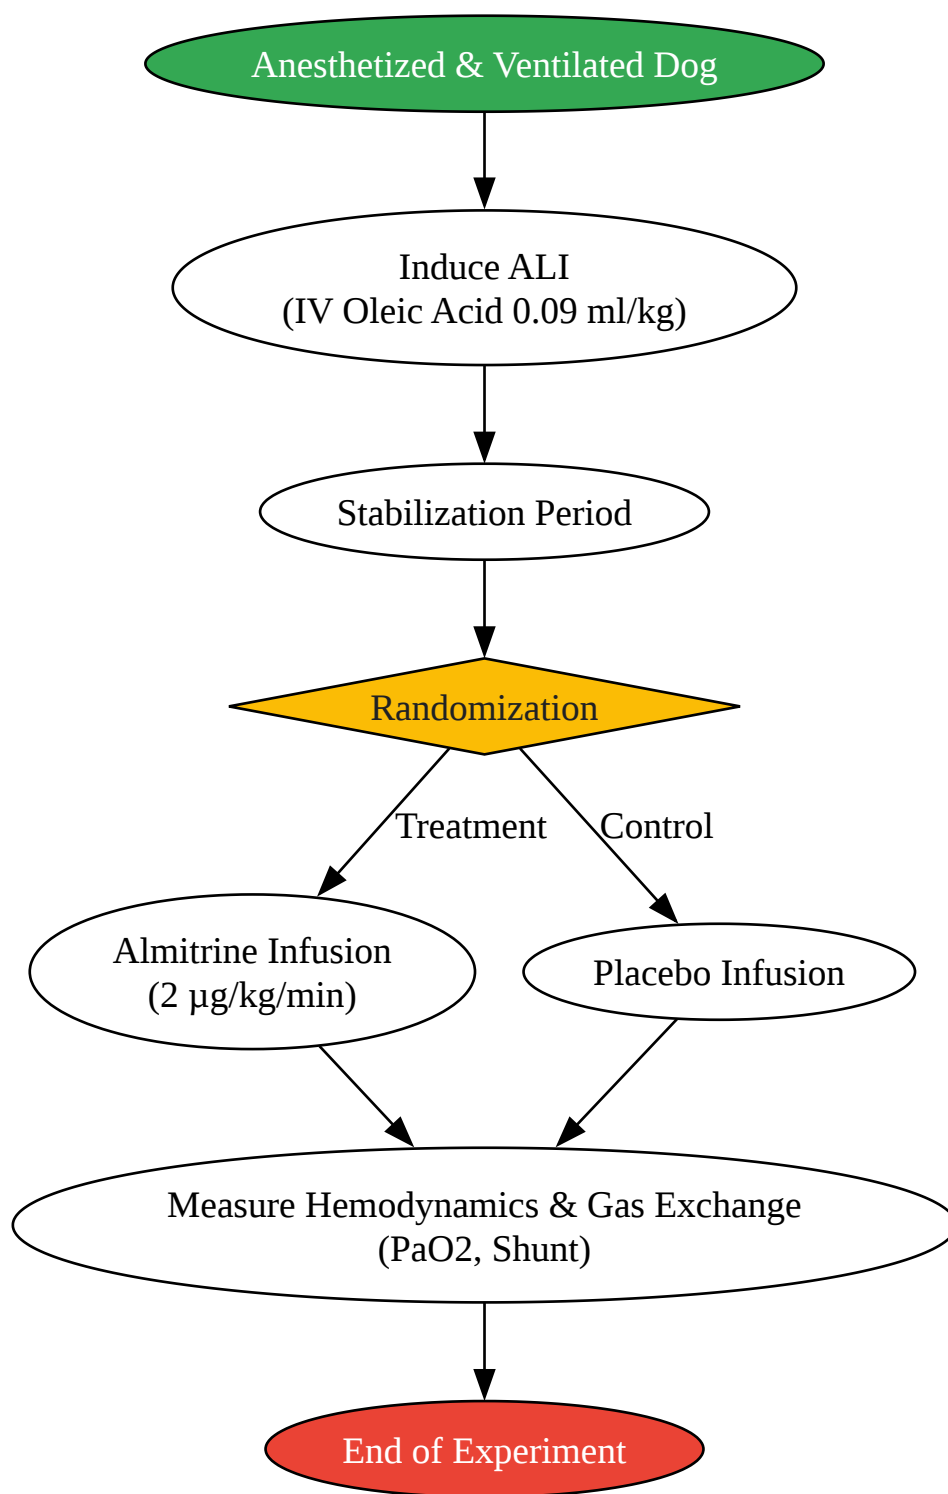 Anesthetized & Ventilated Dog
Induce ALI
(IV Oleic Acid 0.09 ml/kg)
Stabilization Period
Randomization
Treatment
Control
Almitrine Infusion
(2 µg/kg/min)
Placebo Infusion
Measure Hemodynamics & Gas Exchange
(PaO2, Shunt)
End of Experiment